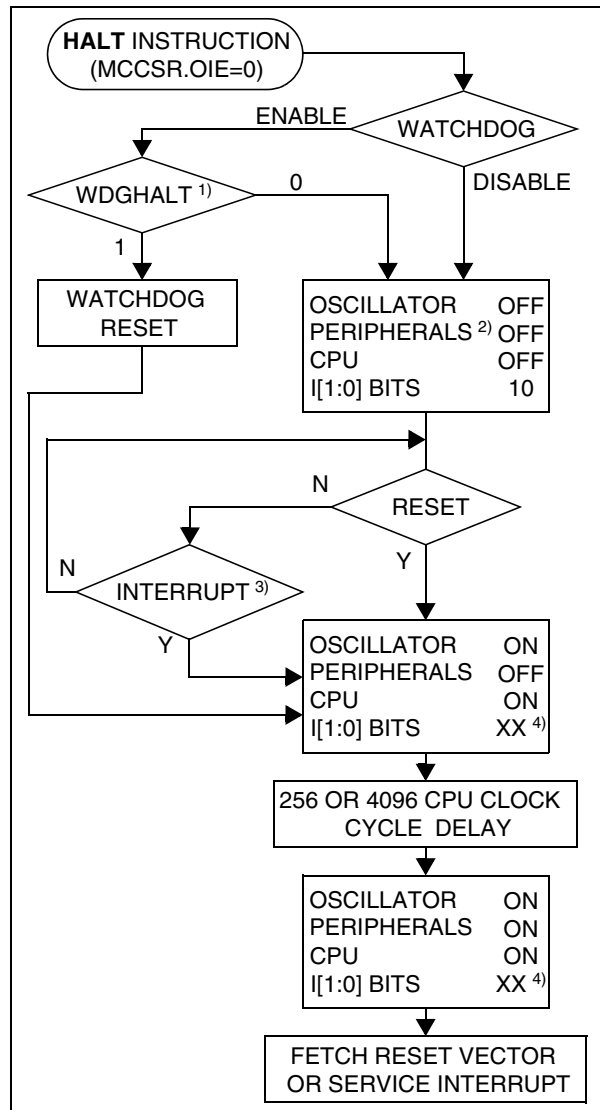 HALT INSTRUCTION
(MCCSR.OIE=0)
ENABLE
WATCHDOG
WDGHALT 1)
0
DISABLE
1
WATCHDOG
RESET
OSCILLATOR OFF
PERIPHERALS 2) OFF
CPU OFF
I[1:0] BITS 10
N
RESET
N
Y
INTERRUPT 3)
Y
OSCILLATOR ON
PERIPHERALS OFF
CPU ON
I[1:0] BITS XX 4)
256 OR 4096 CPU CLOCK
CYCLE DELAY
OSCILLATOR ON
PERIPHERALS ON
CPU ON
I[1:0] BITS XX 4)
FETCH RESET VECTOR
OR SERVICE INTERRUPT